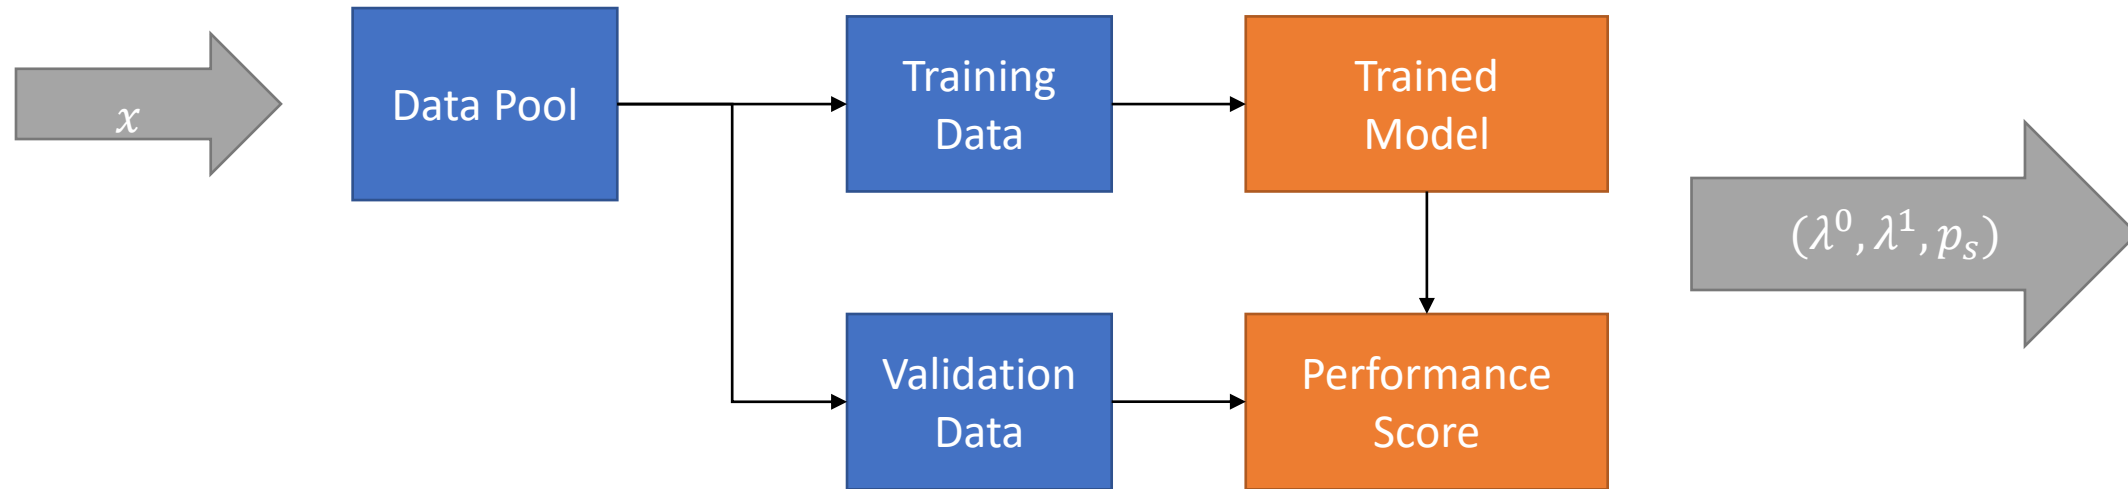 x
Data Pool
Training
Data
Trained
Model
(λ⁰, λ¹, pₛ)
Validation
Data
Performance
Score